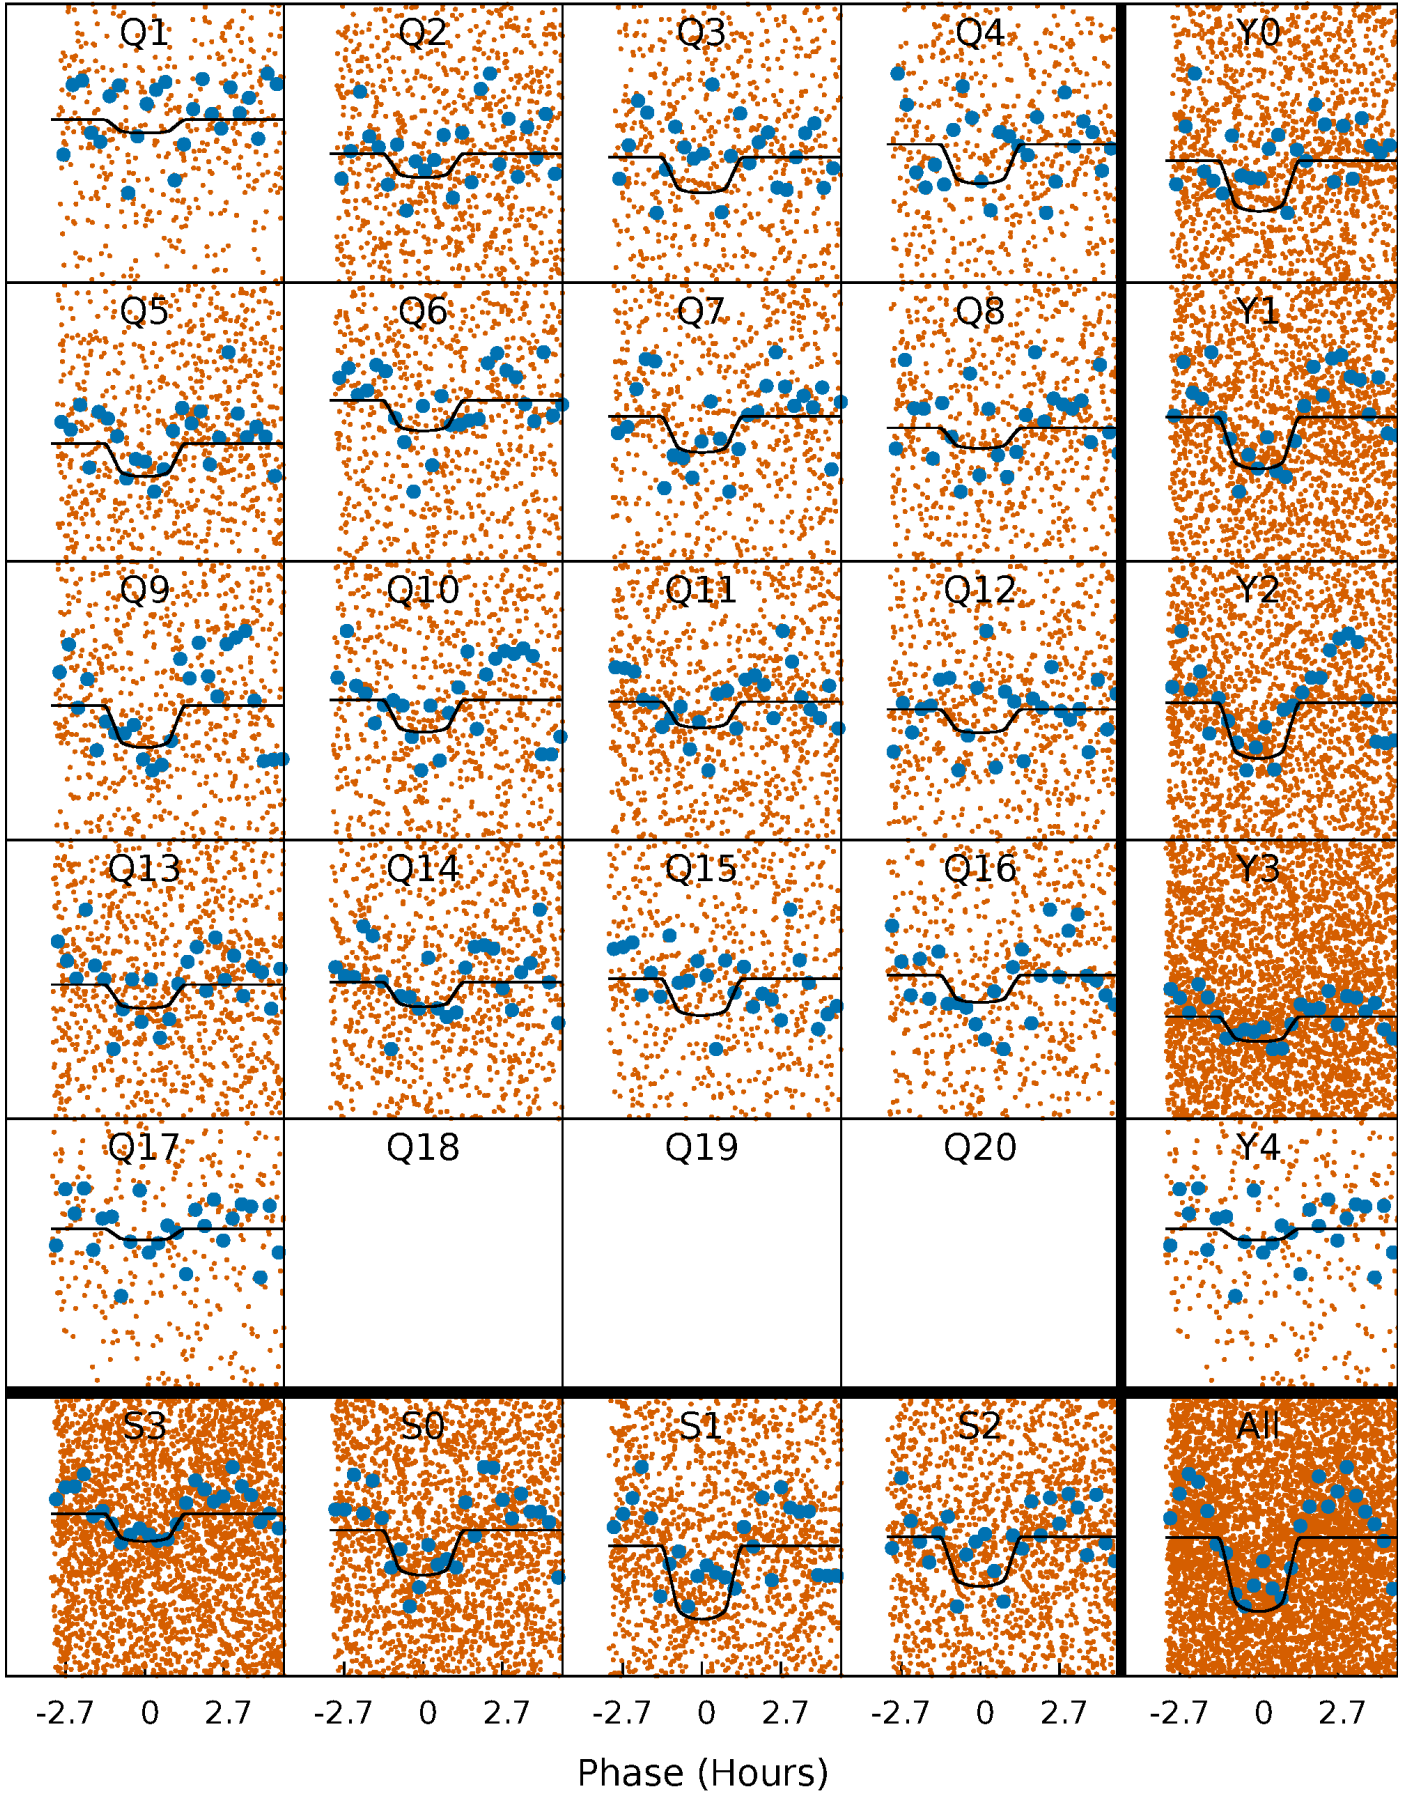 Q1 Q2 Q3 Q4 Y0
Q5 Q6 Q7 Q8 Y1
Q9 Q10 Q11 Q12 Y2
Q13 Q14 Q15 Q16 Y3
Q17 Q18 Q19 Q20 Y4
S3 S0 S1 S2 All
-2.7 0 2.7 -2.7 0 2.7 -2.7 0 2.7 -2.7 0 2.7 -2.7 0 2.7
Phase (Hours)